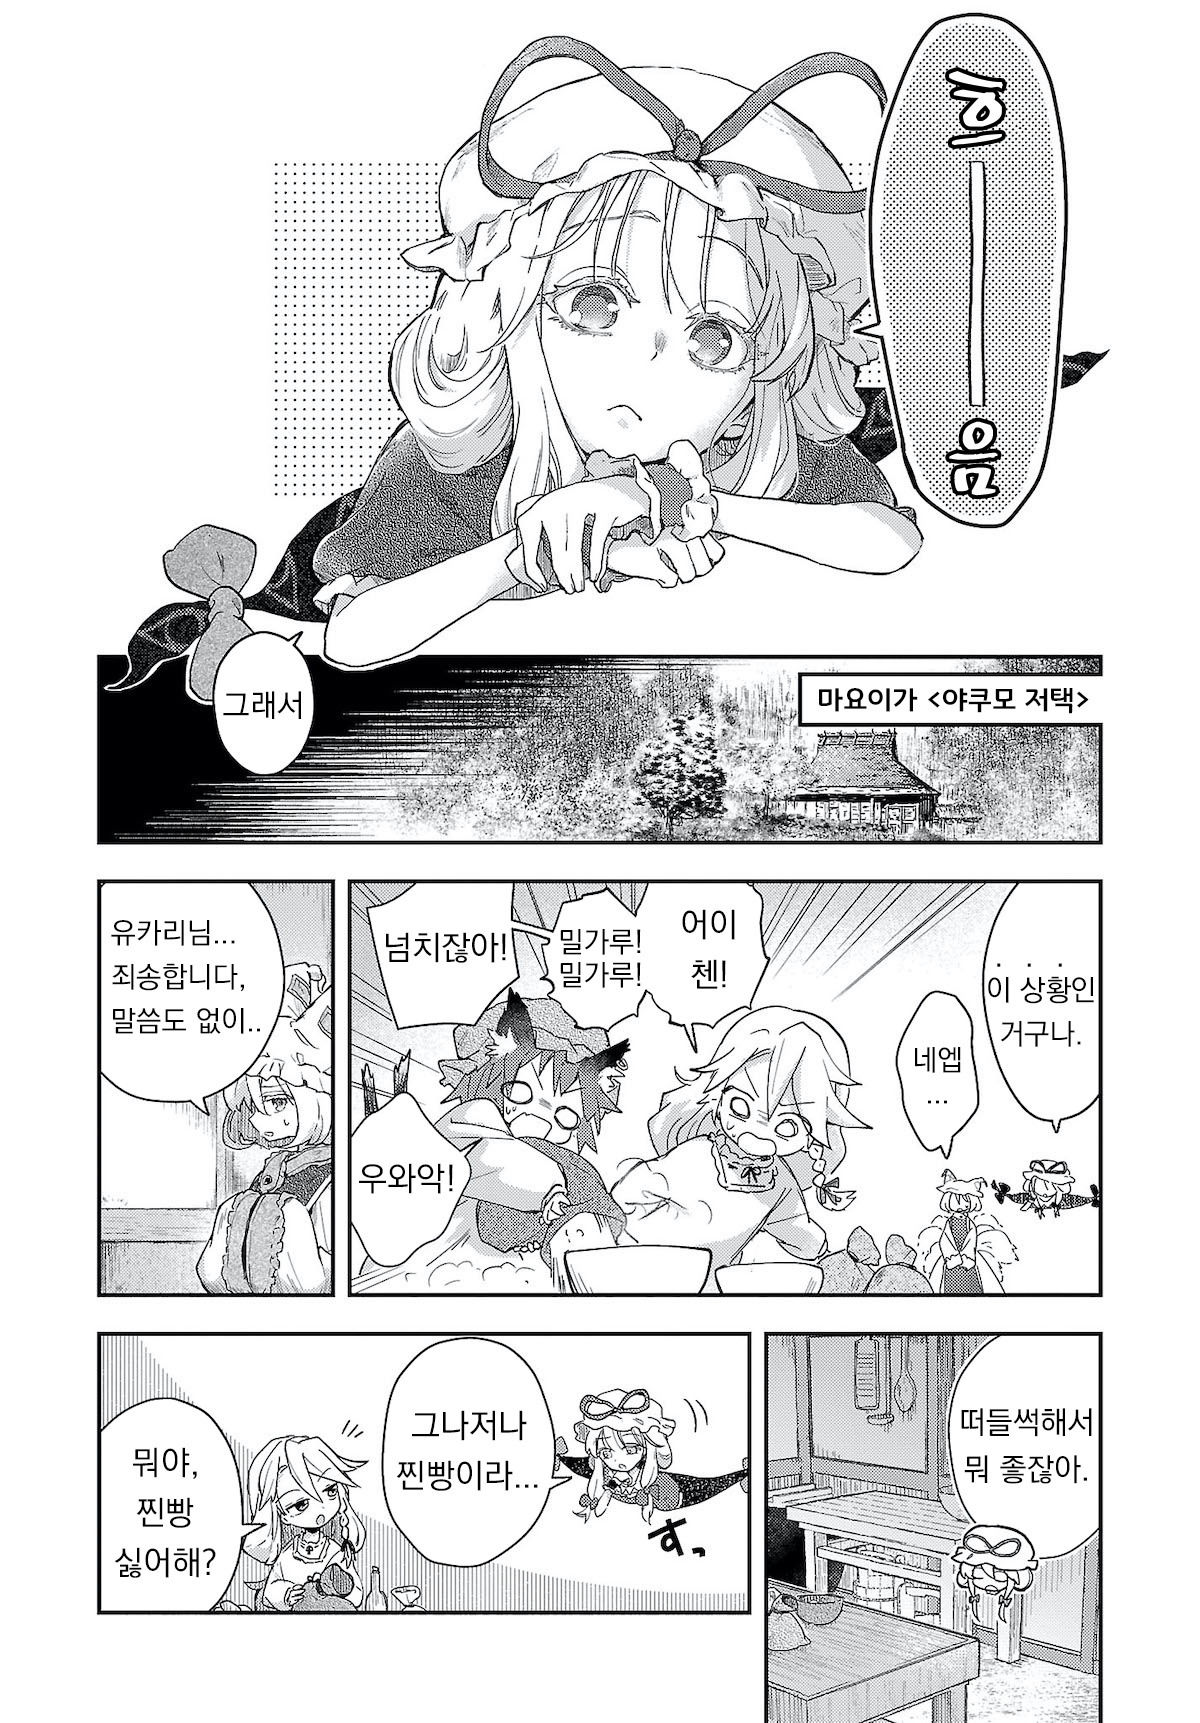 흐
음
마요이가 <야쿠모 저택>
그래서
이 상황인
거구나.
네엡
...
어이
첸!
밀가루!
밀가루!
넘치잖아!
우와악!
유카리님...
죄송합니다,
말씀도 없이..
떠들썩해서
뭐 좋잖아.
그나저나
찐빵이라...
すっ
뭐야,
찐빵
싫어해?